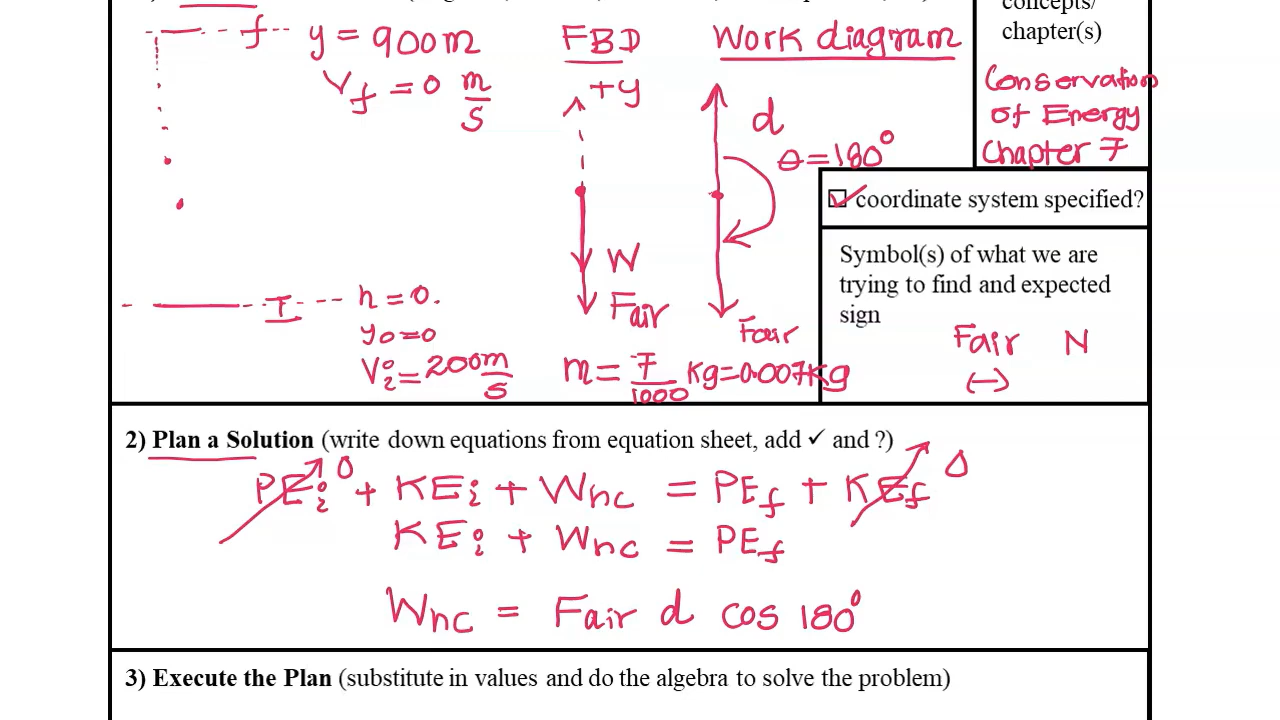 concepts/
chapter(s)
Conservation
of Energy
Chapter 7
f y = 900m
Vf = 0 m/s
FBD
+y
W
Fair
Work diagram
d
θ = 180°
Fair
coordinate system specified?
Symbol(s) of what we are
trying to find and expected
sign
Fair N
(-)
I h = 0.
y0=0
Vi = 200m/s
m = 7/1000 Kg=0.007Kg
2) Plan a Solution (write down equations from equation sheet, add ✓ and ?)
PEi 0 + KEi + Wnc = PEf + KEf 0
KEi + Wnc = PEf
Wnc = Fair d cos 180°
3) Execute the Plan (substitute in values and do the algebra to solve the problem)